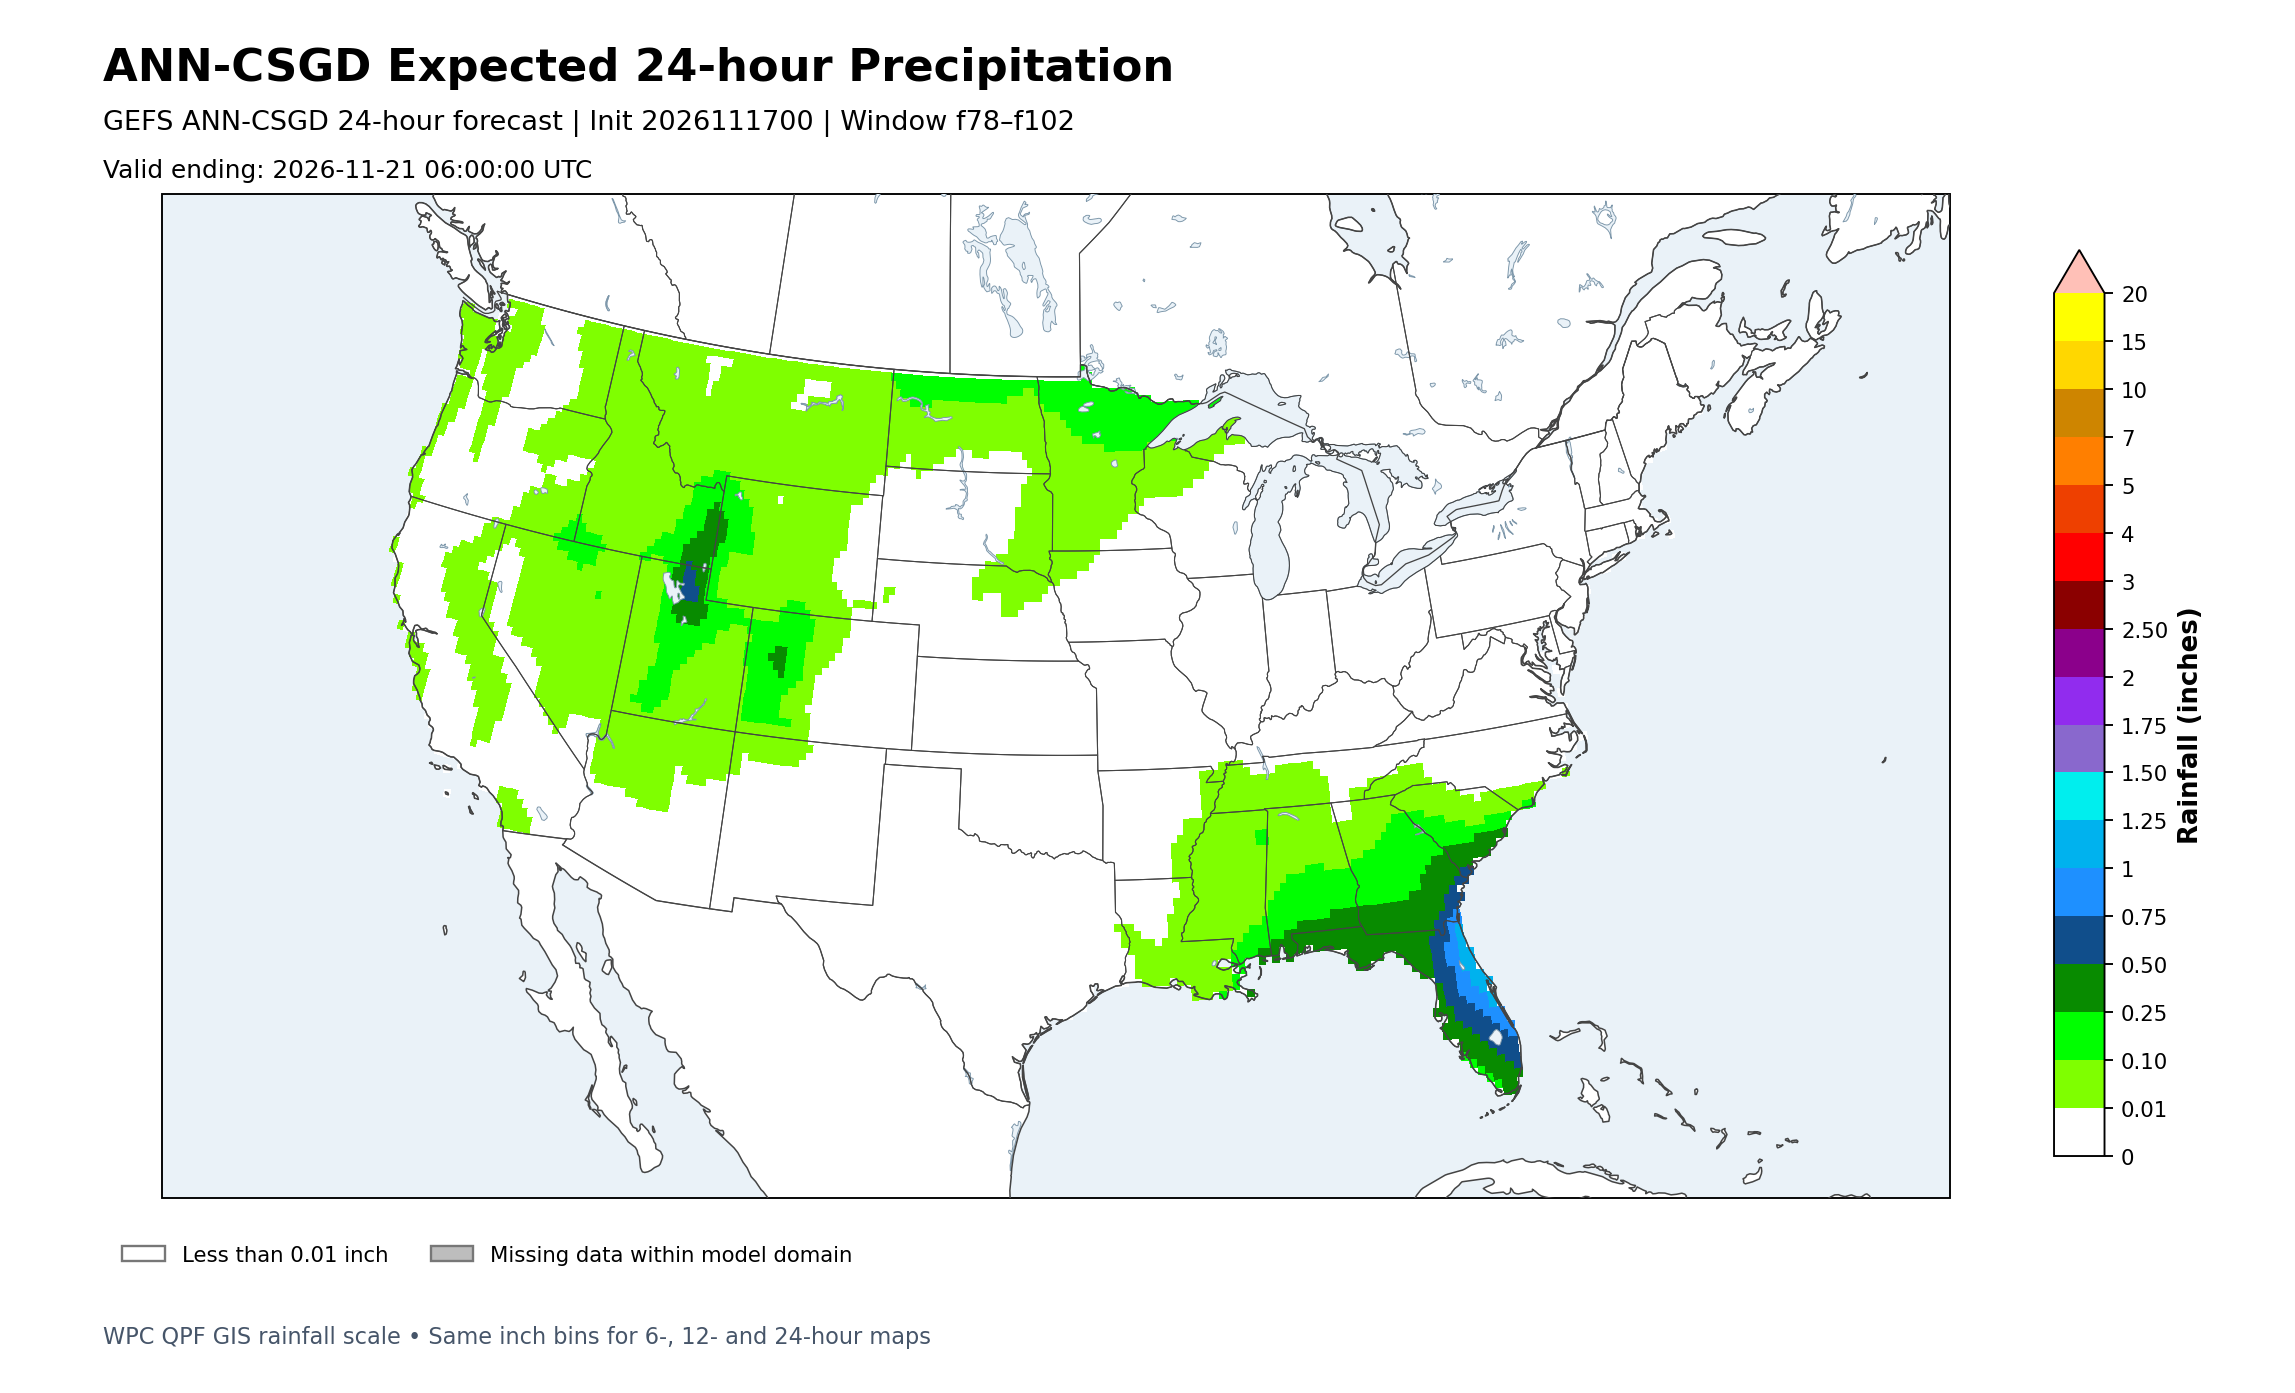 ANN-CSGD Expected 24-hour Precipitation
GEFS ANN-CSGD 24-hour forecast | Init 2026111700 | Window f78–f102
Valid ending: 2026-11-21 06:00:00 UTC
20
15
10
7
5
4
3
2.50
2
1.75
1.50
1.25
1
0.75
0.50
0.25
0.10
0.01
0
Rainfall (inches)
Less than 0.01 inch
Missing data within model domain
WPC QPF GIS rainfall scale • Same inch bins for 6-, 12- and 24-hour maps